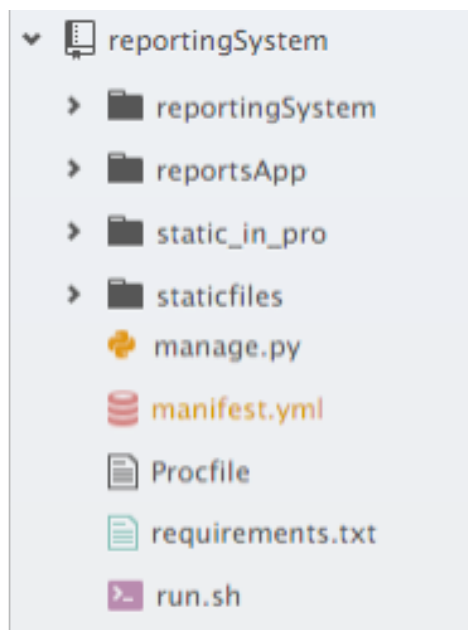 reportingSystem
reportingSystem
reportsApp
static_in_pro
staticfiles
manage.py
manifest.yml
Procfile
requirements.txt
run.sh